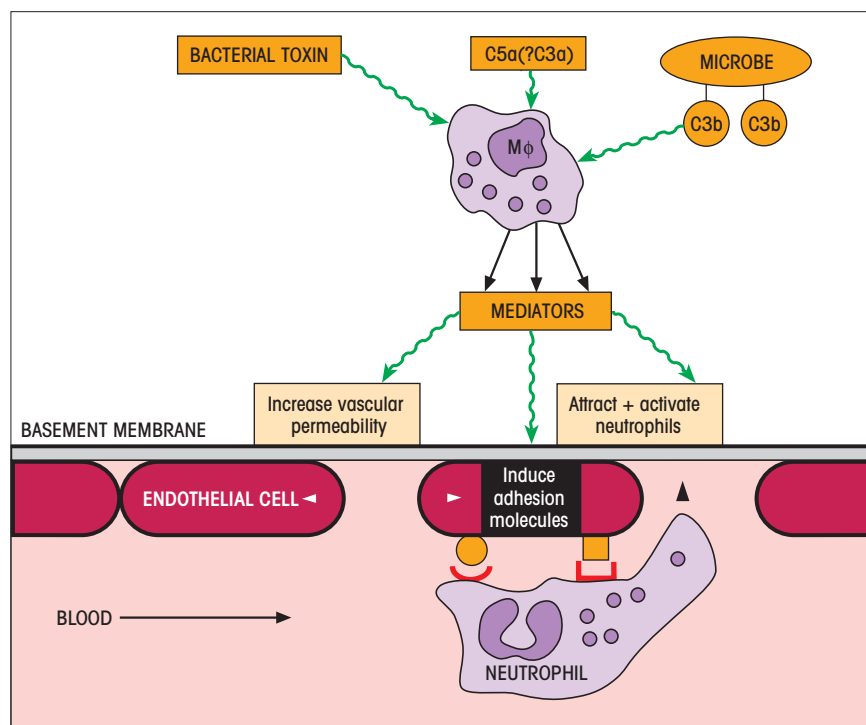 BACTERIAL TOXIN
C5a(?C3a)
MICROBE
C3b
C3b
Mϕ
MEDIATORS
Increase vascular
permeability
Attract + activate
neutrophils
BASEMENT MEMBRANE
ENDOTHELIAL CELL
Induce
adhesion
molecules
BLOOD
NEUTROPHIL